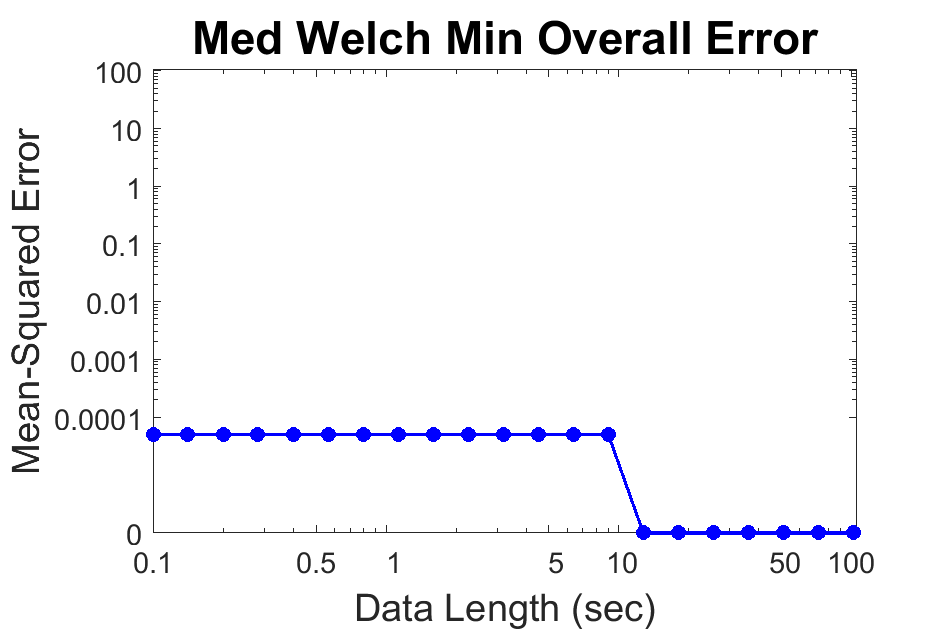 Med Welch Min Overall Error
Mean-Squared Error
100
10
1
0.1
0.01
0.001
0.0001
0
0.1 0.5 1 5 10 50 100
Data Length (sec)